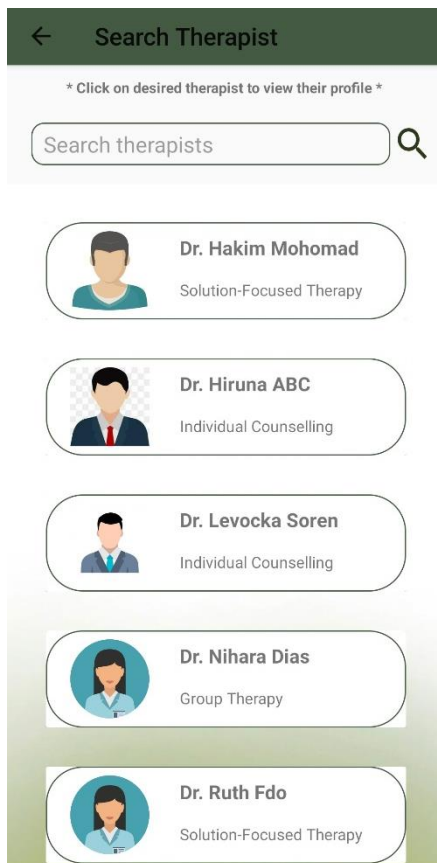 Search Therapist
* Click on desired therapist to view their profile *
Search therapists
Dr. Hakim Mohomad
Solution-Focused Therapy
Dr. Hiruna ABC
Individual Counselling
Dr. Levocka Soren
Individual Counselling
Dr. Nihara Dias
Group Therapy
Dr. Ruth Fdo
Solution-Focused Therapy